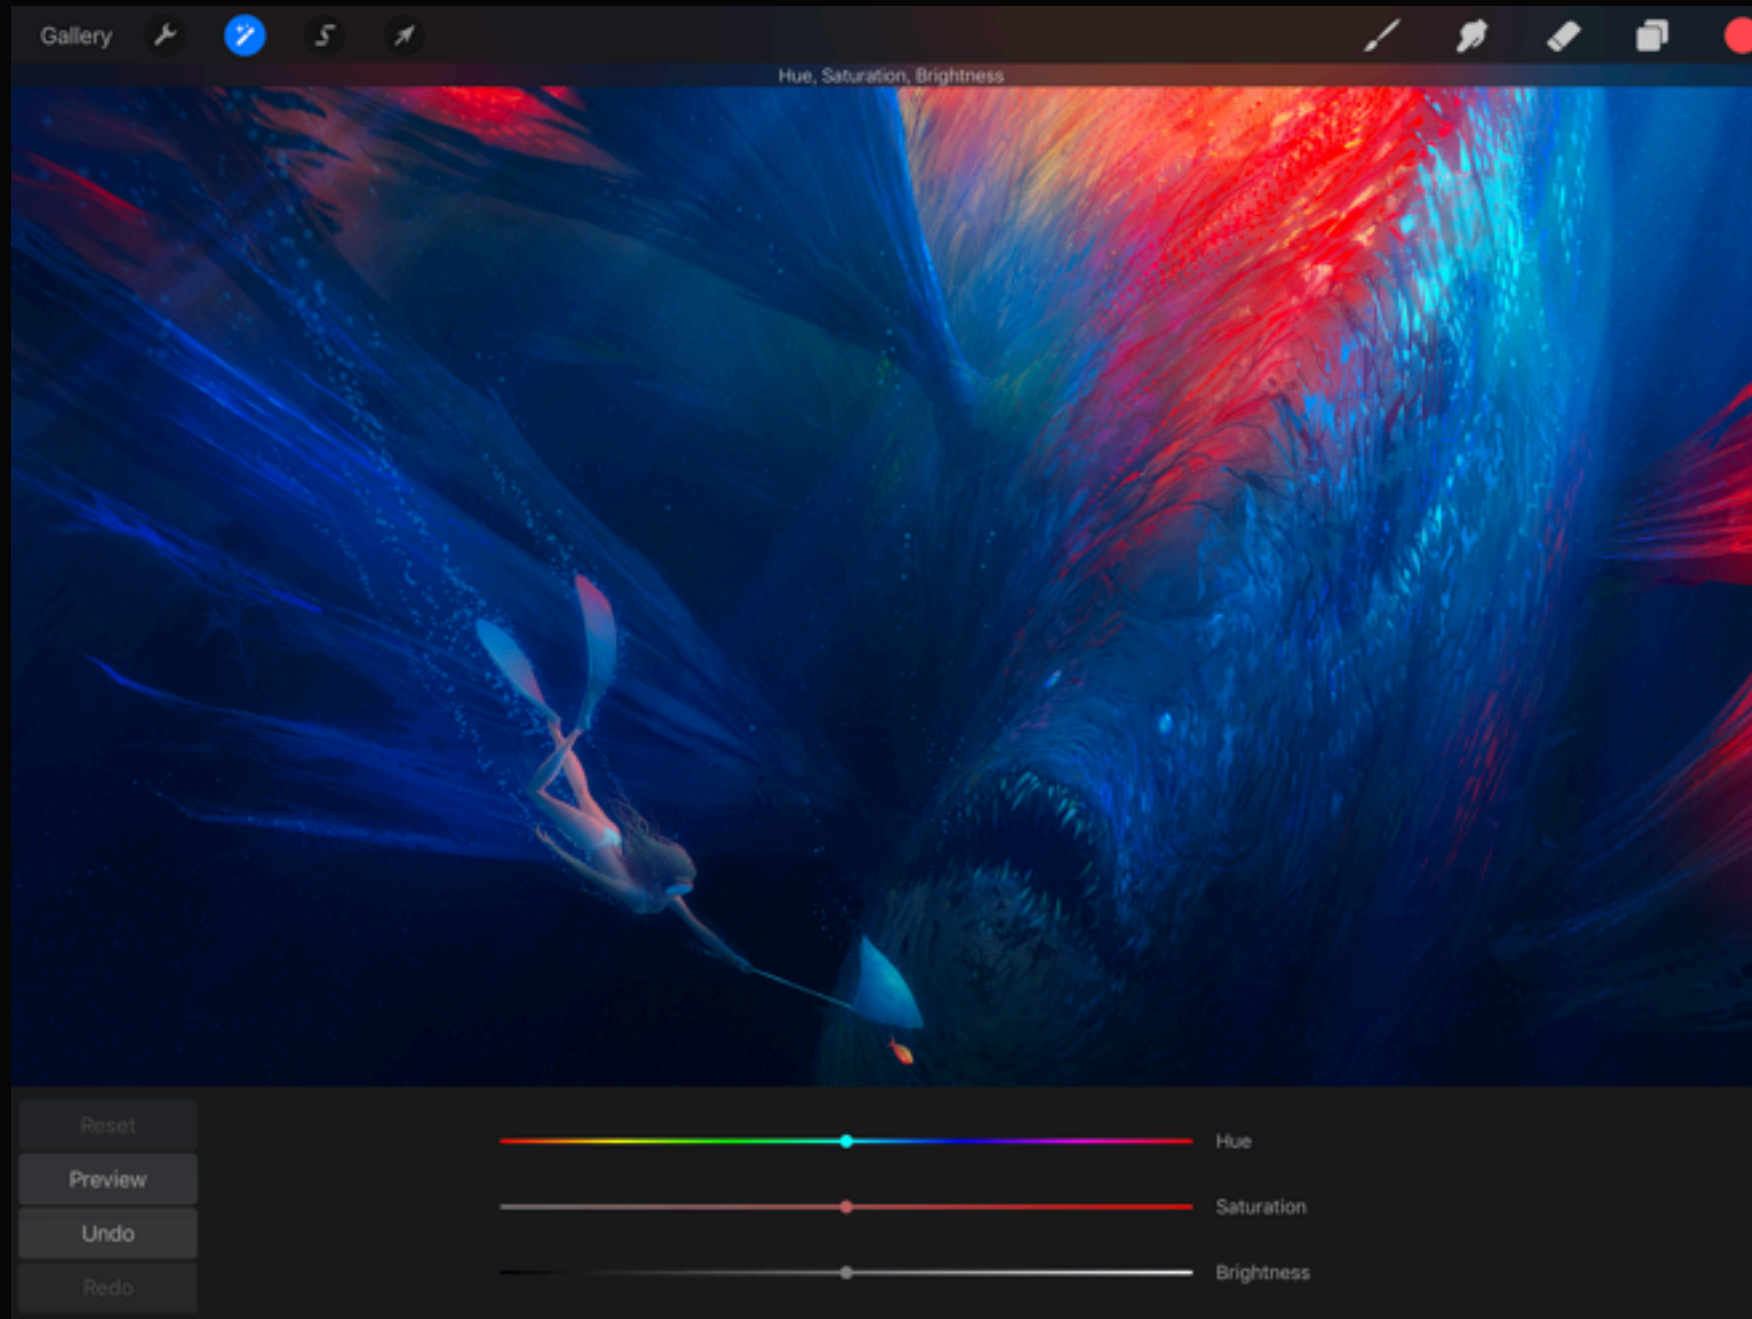 Gallery
Hue, Saturation, Brightness
Reset
Preview
Undo
Redo
Hue
Saturation
Brightness